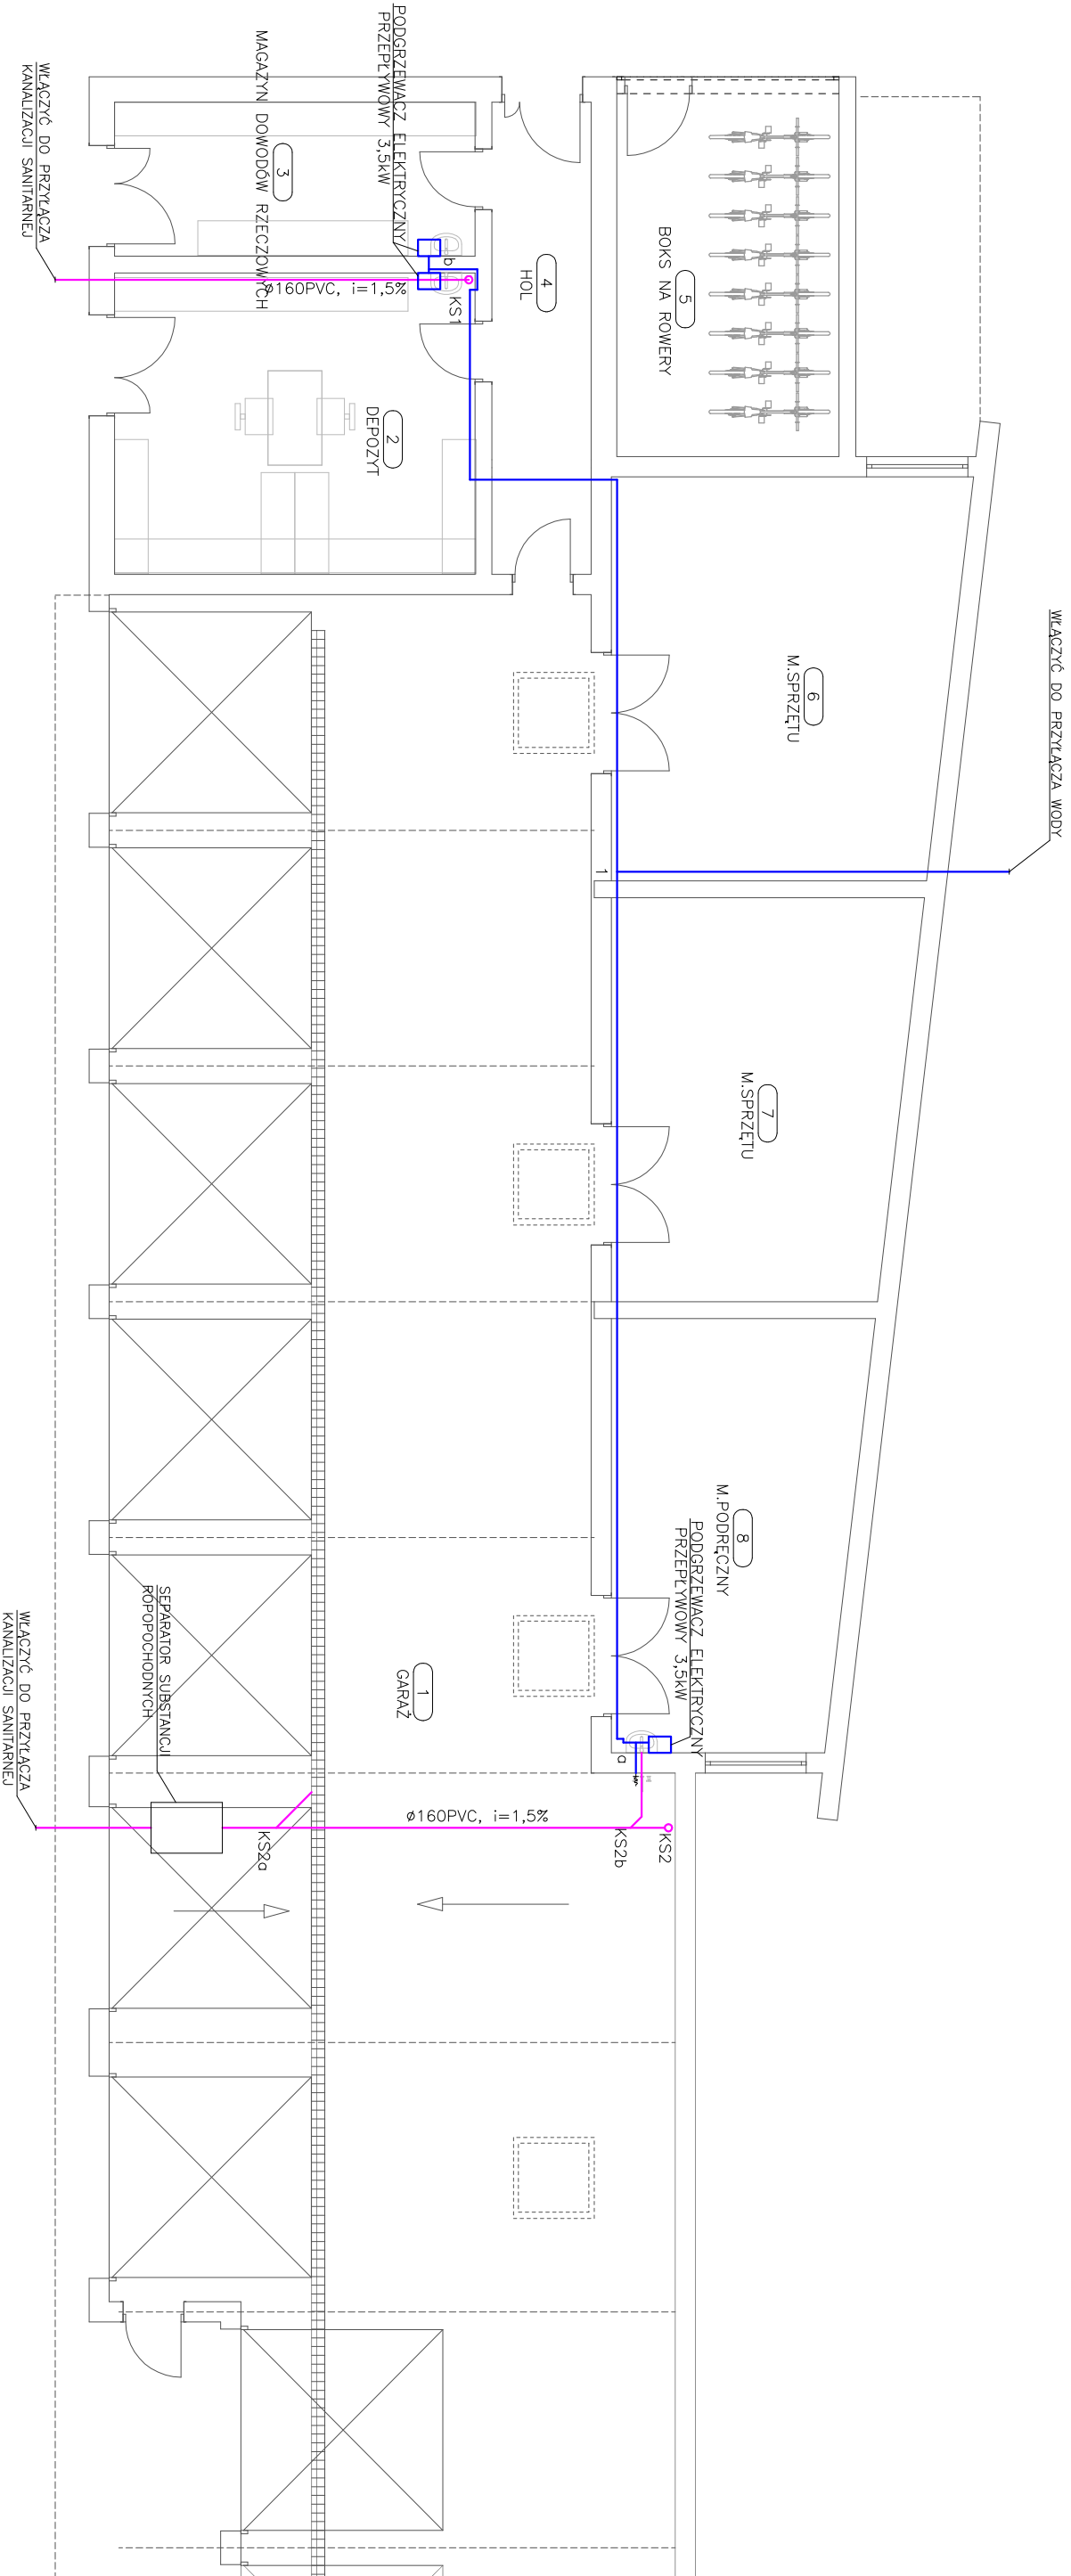 WŁĄCZYĆ DO PRZYŁĄCZA WODY
5
BOKS NA ROWERY
4
HOL
PODGRZEWACZ ELEKTRYCZNY
PRZEPŁYWOWY 3,5kW
3
MAGAZYN DOWODÓW RZECZOWYCH
WŁĄCZYĆ DO PRZYŁĄCZA
KANALIZACJI SANITARNEJ
b
KS1
ø160PVC, i=1,5%
2
DEPOZYT
6
M.SPRZĘTU
1
7
M.SPRZĘTU
8
M.PODRĘCZNY
PODGRZEWACZ ELEKTRYCZNY
PRZEPŁYWOWY 3,5kW
a
1
GARAŻ
SEPARATOR SUBSTANCJI
ROPOPOCHODNYCH
WŁĄCZYĆ DO PRZYŁĄCZA
KANALIZACJI SANITARNEJ
KS2
KS2b
ø160PVC, i=1,5%
KS2a